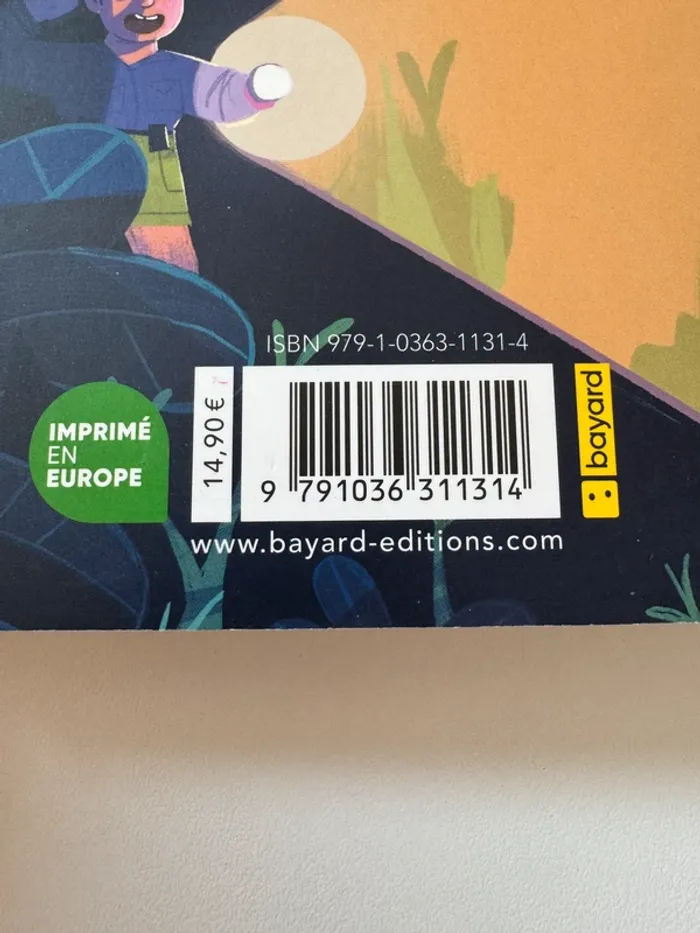 ISBN 979-1-0363-1131-4
IMPRIMÉ
EN
EUROPE
14,90 €
9 791036 311314
bayard
www.bayard-editions.com